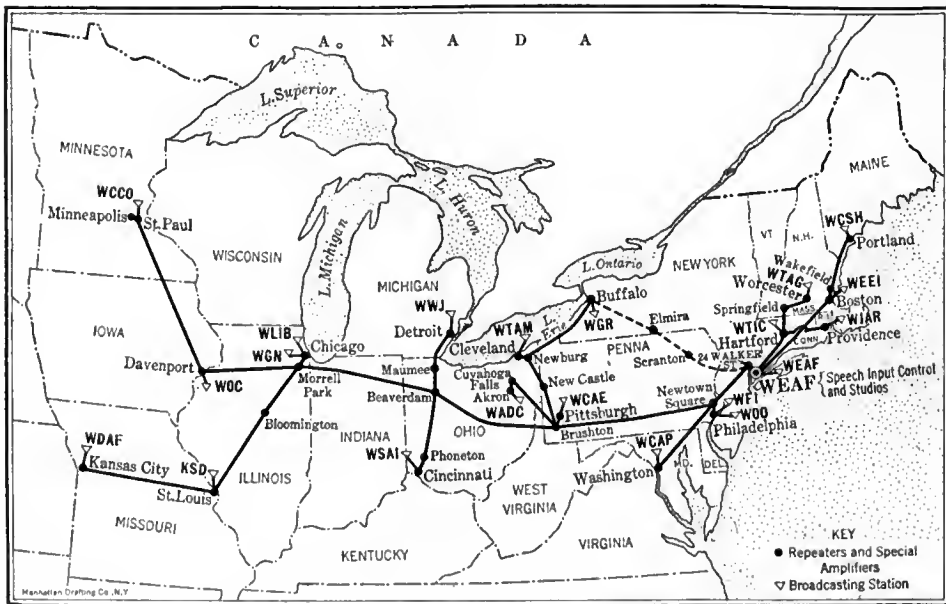 C A N A D A
L. Superior
MINNESOTA
MAINE
WCCO
Minneapolis
St. Paul
L. Huron
VT
N.H.
WCSH
Portland
WISCONSIN
L. Michigan
L. Ontario
NEW YORK
Wakefield
WTAG
Worcester
WEEI
Boston
MICHIGAN
WWJ
Detroit
Buffalo
WGR
L. Erie
Springfield
MASS
R.I.
IOWA
WLIB
WGN
Chicago
WTAM
Cleveland
Elmira
WTIC
Hartford
CONN
WJAR
Providence
PENNA
Scranton
24 WALKER ST.
Newburg
Davenport
WOC
Morrell Park
Maumee
Cuyahoga Falls
New Castle
WEAF
WEAF
Speech Input Control and Studios
Beaverdam
Akron
WADC
WCAE
Pittsburgh
Newtown Square
WFI
WOO
Philadelphia
Bloomington
INDIANA
OHIO
Brushton
WDAF
Kansas City
KSD
St. Louis
ILLINOIS
WSAI
Phoneton
Cincinnati
WCAP
Washington
MD.
DEL.
WEST VIRGINIA
MISSOURI
KENTUCKY
VIRGINIA
KEY
Repeaters and Special Amplifiers
Broadcasting Station
Manhattan Drafting Co., N.Y